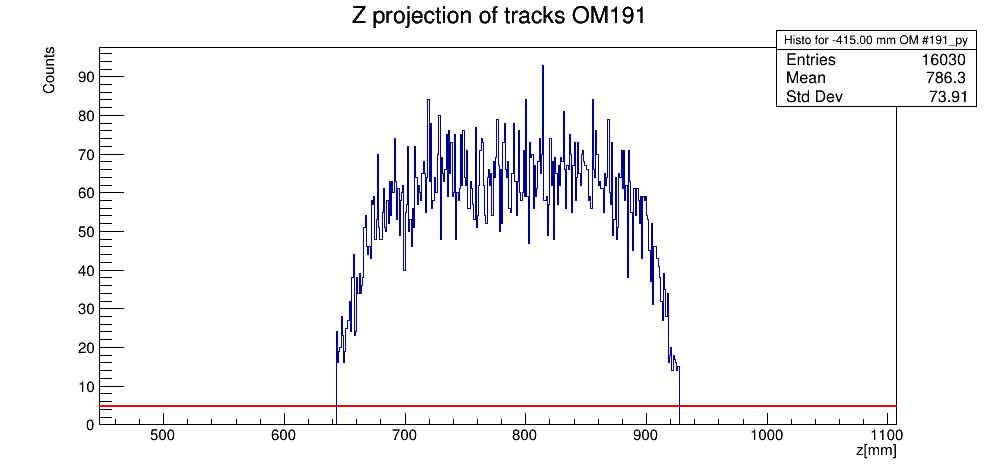 Z projection of tracks OM191
Histo for -415.00 mm OM #191_py
Entries 16030
Mean 786.3
Std Dev 73.91
Counts
90
80
70
60
50
40
30
20
10
0
500 600 700 800 900 1000 1100
z[mm]